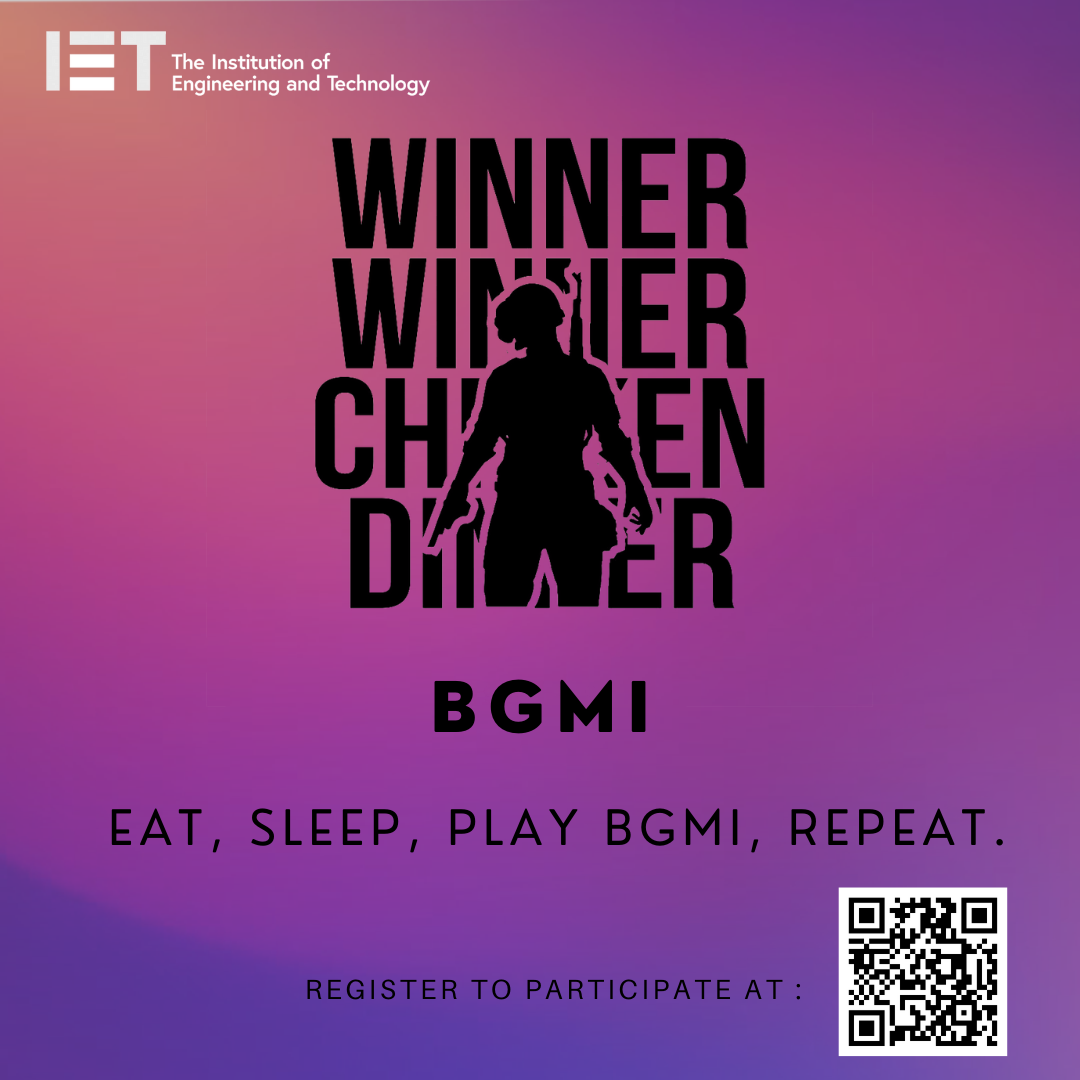 IET The Institution of
Engineering and Technology
WINNER
WINNER
CHICKEN
DINNER
BGMI
EAT, SLEEP, PLAY BGMI, REPEAT.
REGISTER TO PARTICIPATE AT :